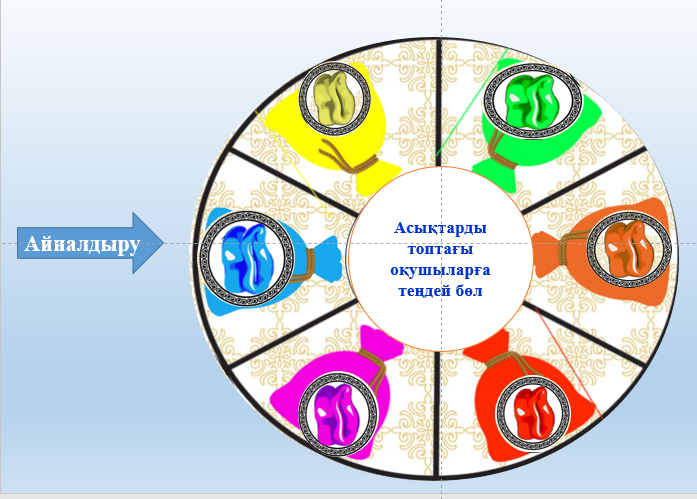 Айналдыру
Асықтарды
топтағы
оқушыларға
теңдей бөл